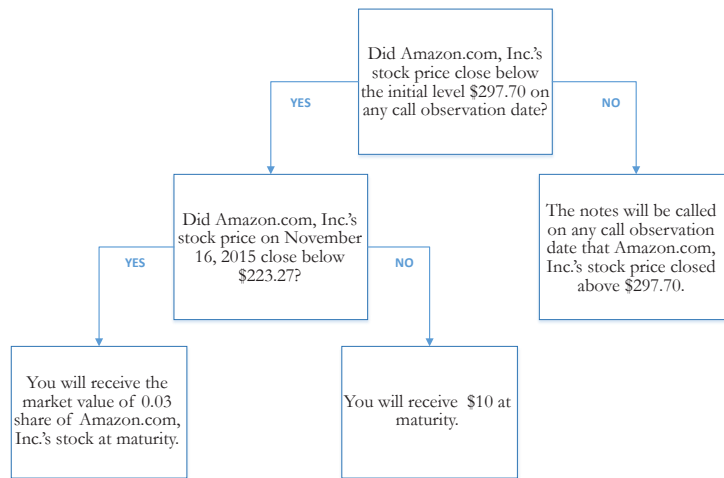 Did Amazon.com, Inc.'s
stock price close below
the initial level $297.70 on
any call observation date?
YES
NO
Did Amazon.com, Inc.'s
stock price on November
16, 2015 close below
$223.27?
The notes will be called
on any call observation
date that Amazon.com,
Inc.'s stock price closed
above $297.70.
YES
NO
You will receive the
market value of 0.03
share of Amazon.com,
Inc.'s stock at maturity.
You will receive $10 at
maturity.